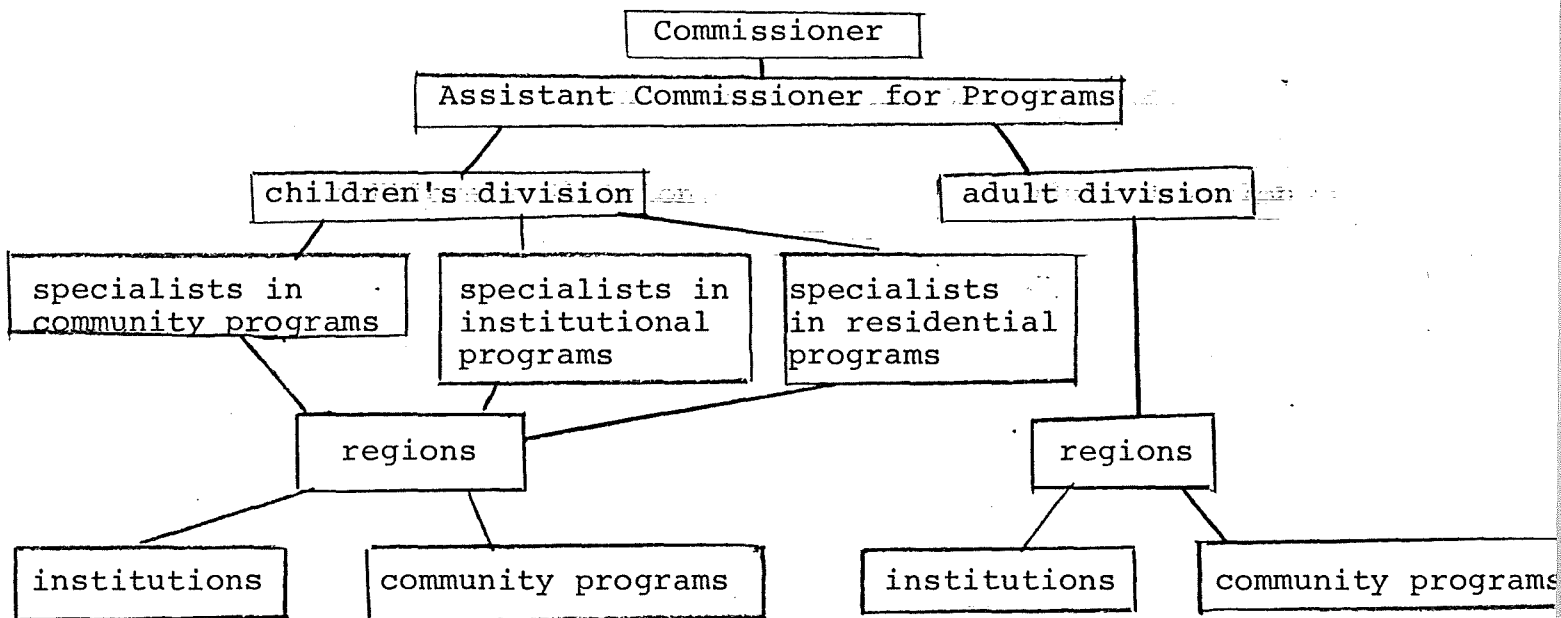 Commissioner
Assistant Commissioner for Programs
children's division
adult division
specialists in
community programs
specialists in
institutional
programs
specialists
in residential
programs
regions
regions
institutions
community programs
institutions
community programs